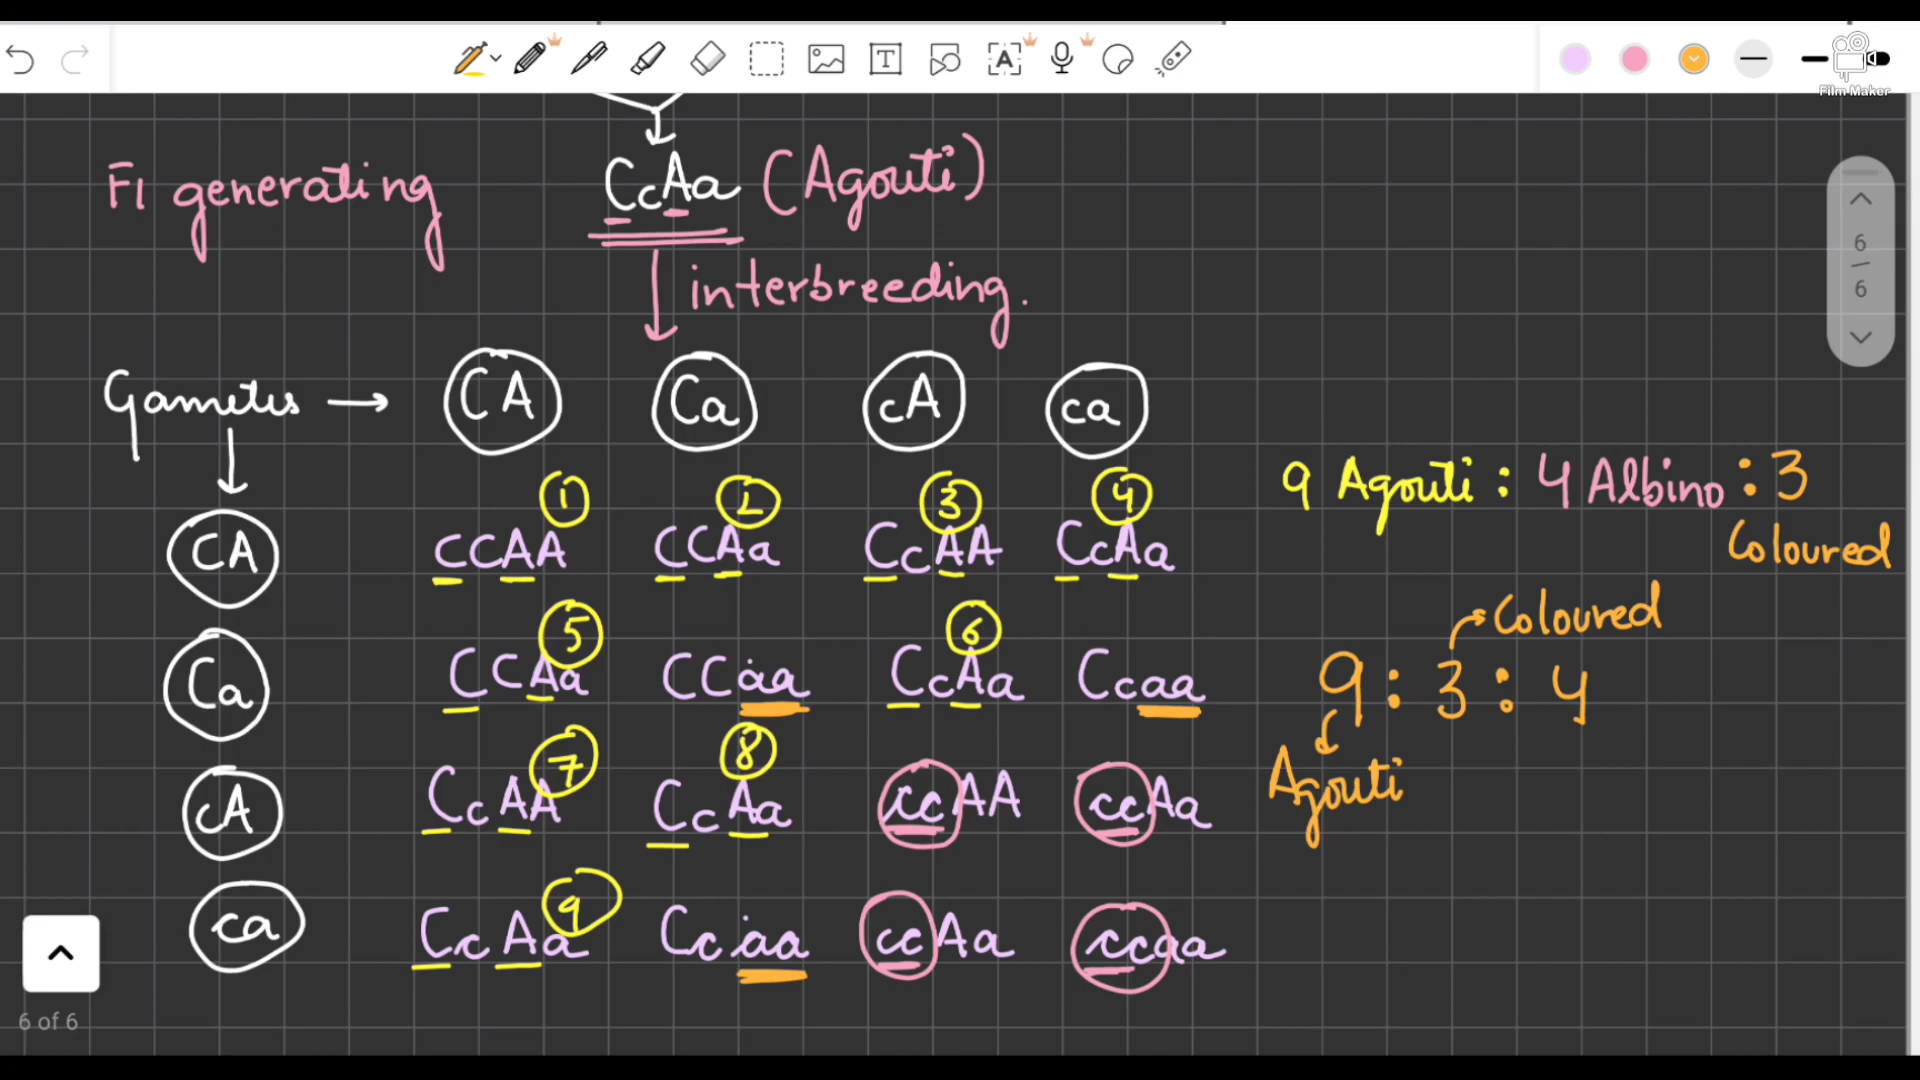 Film Maker
F1 generating CcAa (Agouti)
interbreeding.
6
6
Gametes → CA Ca cA ca
9 Agouti : 4 Albino : 3
Coloured
1 2 3 4
CA CCAA CCAa CcAA CcAa
→ Coloured
5 6
Ca CCAa CCaa CcAa Ccaa
9 : 3 : 4
Agouti
7 8
cA CcAA CcAa ccAA ccAa
9
ca CcAa Ccaa ccAa ccaa
6 of 6